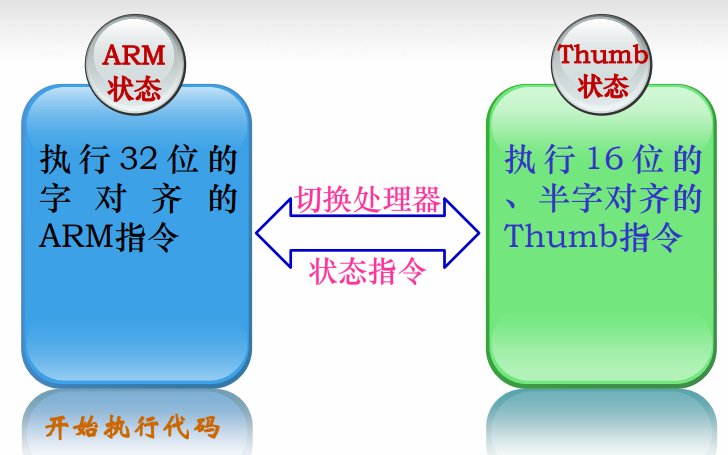 ARM
状态
执行32位的
字对齐的
ARM指令
开始执行代码
切换处理器
状态指令
Thumb
状态
执行16位的
、半字对齐的
Thumb指令